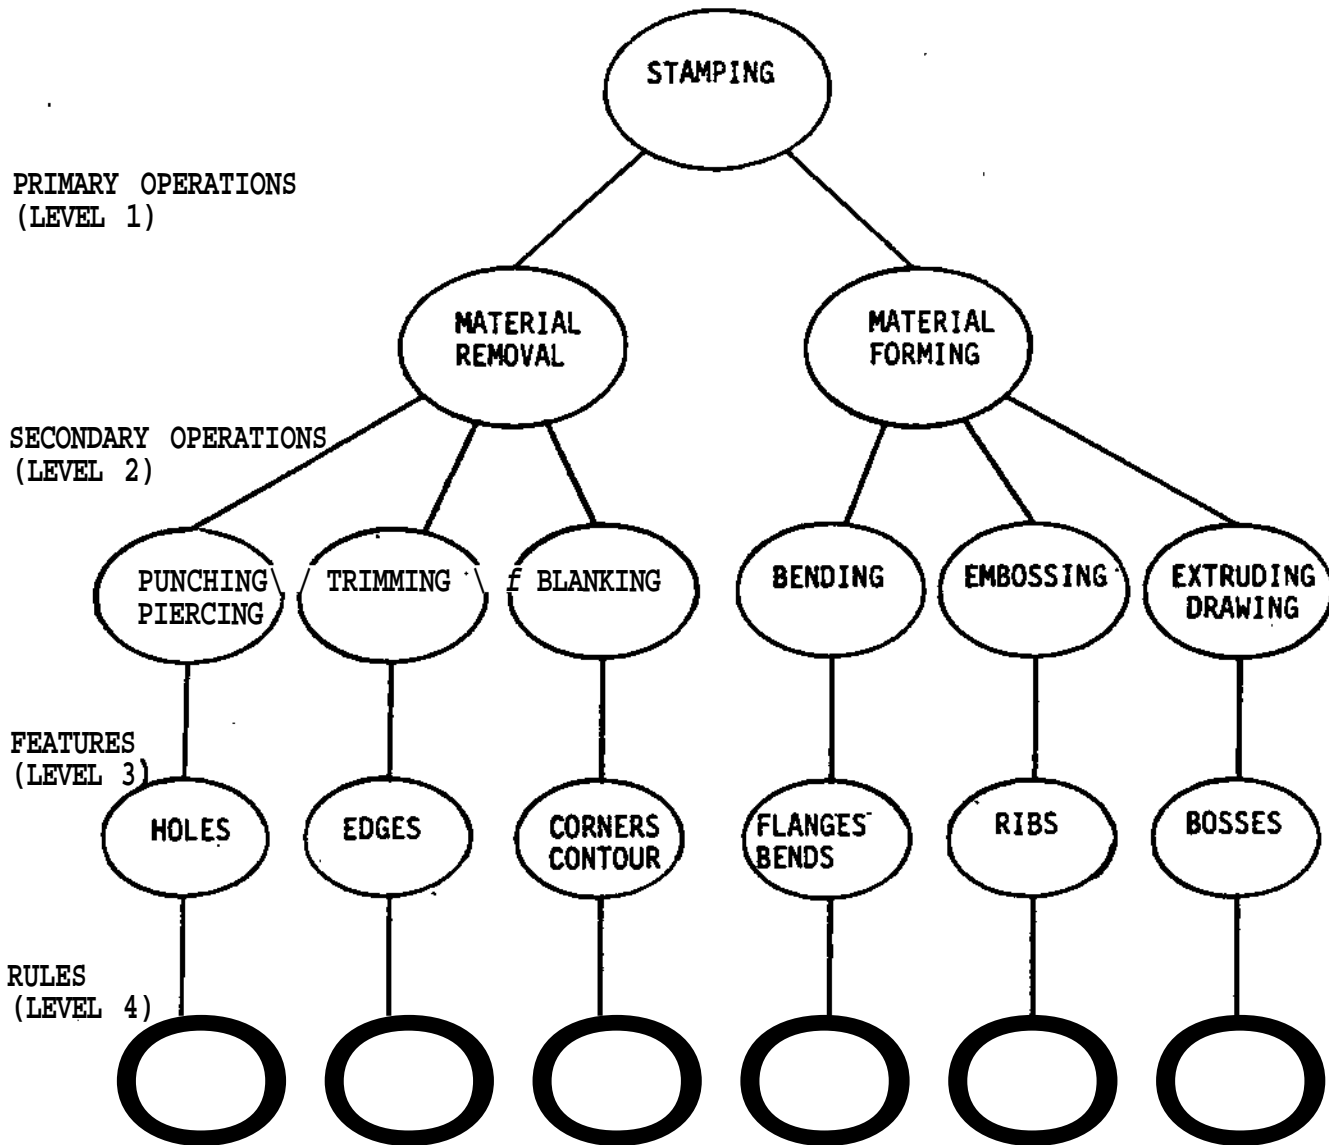 STAMPING
PRIMARY OPERATIONS
(LEVEL 1)
MATERIAL
REMOVAL
MATERIAL
FORMING
SECONDARY OPERATIONS
(LEVEL 2)
PUNCHING
PIERCING
TRIMMING
f BLANKING
BENDING
EMBOSSING
EXTRUDING
DRAWING
FEATURES
(LEVEL 3)
HOLES
EDGES
CORNERS
CONTOUR
FLANGES
BENDS
RIBS
BOSSES
RULES
(LEVEL 4)